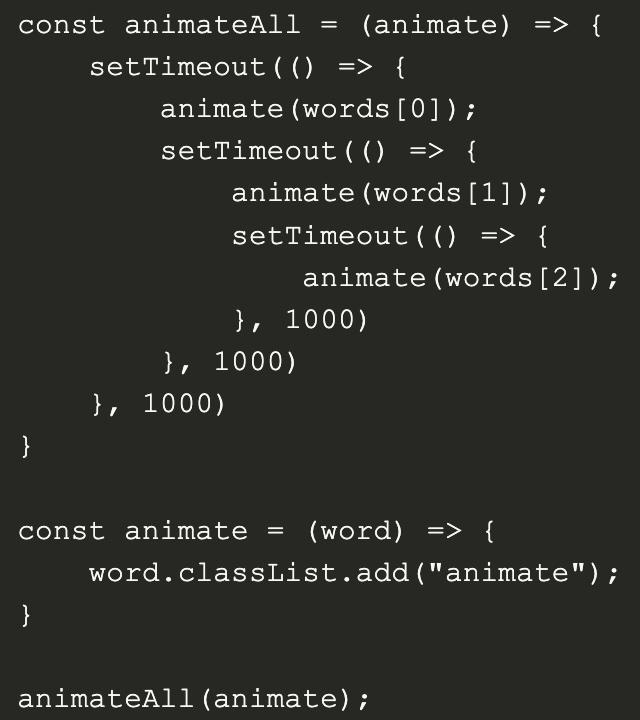 const animateAll = (animate) => {
    setTimeout(() => {
        animate(words[0]);
        setTimeout(() => {
            animate(words[1]);
            setTimeout(() => {
                animate(words[2]);
            }, 1000)
        }, 1000)
    }, 1000)
}

const animate = (word) => {
    word.classList.add("animate");
}

animateAll(animate);